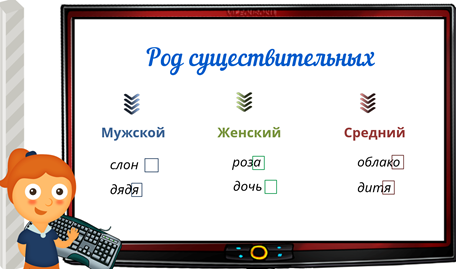 Род существительных
Мужской Женский Средний
слон роза облако
дядя дочь дитя